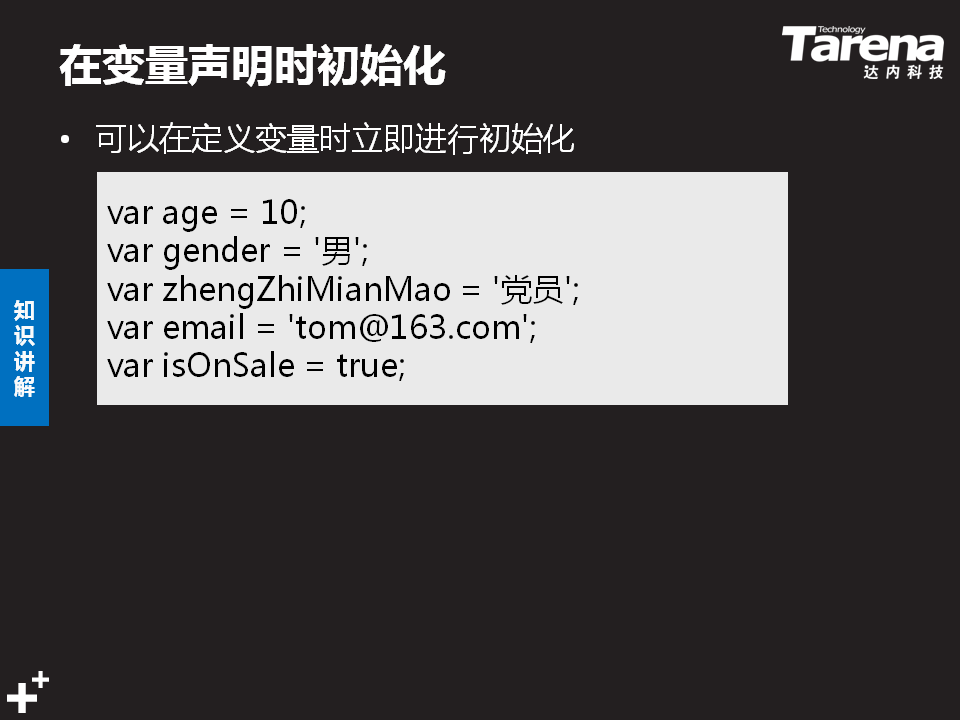 在变量声明时初始化
Technology
Tarena
达内科技
• 可以在定义变量时立即进行初始化
var age = 10;
var gender = '男';
var zhengZhiMianMao = '党员';
var email = 'tom@163.com';
var isOnSale = true;
知
识
讲
解